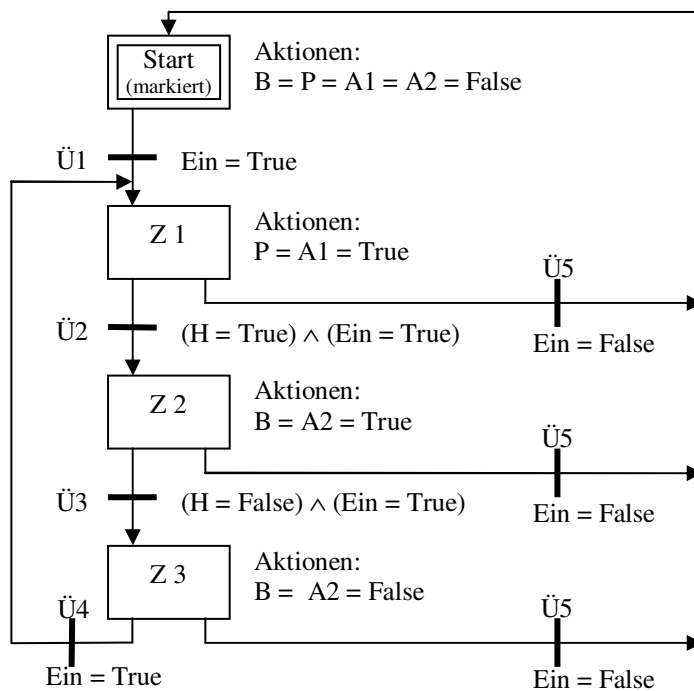 Start
(markiert)
Aktionen:
B = P = A1 = A2 = False
Ü1
Ein = True
Z 1
Aktionen:
P = A1 = True
Ü5
Ein = False
Ü2
(H = True) ∧ (Ein = True)
Z 2
Aktionen:
B = A2 = True
Ü5
Ein = False
Ü3
(H = False) ∧ (Ein = True)
Z 3
Aktionen:
B = A2 = False
Ü4
Ein = True
Ü5
Ein = False